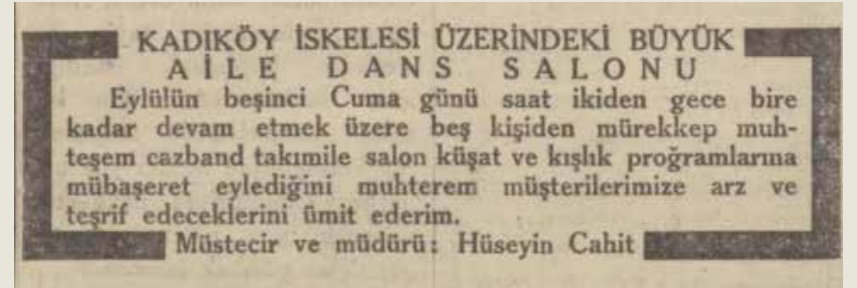 KADIKÖY İSKELESİ ÜZERİNDEKİ BÜYÜK
AİLE DANS SALONU
Eylülün beşinci Cuma günü saat ikiden gece bire
kadar devam etmek üzere beş kişiden mürekkep muh-
teşem cazband takımile salon küşat ve kışlık proğramlarına
mübaşeret eylediğini muhterem müşterilerimize arz ve
teşrif edeceklerini ümit ederim.
Müstecir ve müdürü: Hüseyin Cahit